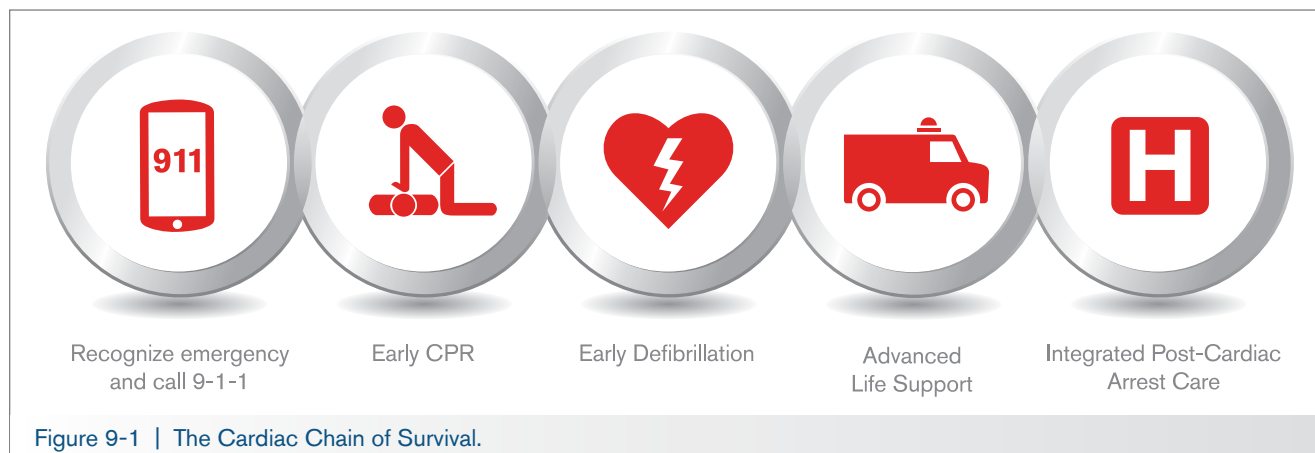 911
H
Recognize emergency
and call 9-1-1
Early CPR
Early Defibrillation
Advanced
Life Support
Integrated Post-Cardiac
Arrest Care
Figure 9-1 | The Cardiac Chain of Survival.